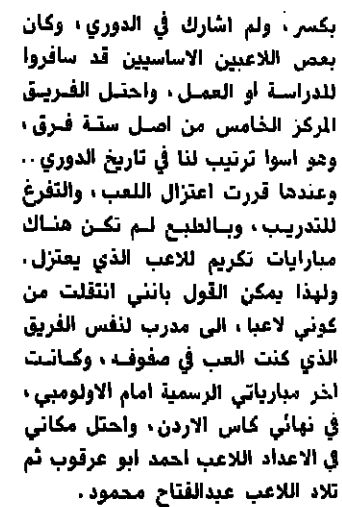 بكسر ، ولم اشارك في الدوري ، وكان
بعض اللاعبين الاساسيين قد سافروا
للدراسة او العمل ، واحتل الفريق
المركز الخامس من اصل ستة فرق ،
وهو اسوا ترتيب لنا في تاريخ الدوري ..
وعندها قررت اعتزال اللعب ، والتفرغ
للتدريب ، وبالطبع لم تكن هناك
مبارايات تكريم للاعب الذي يعتزل .
ولهذا يمكن القول بانني انتقلت من
كوني لاعبا ، الى مدرب لنفس الفريق
الذي كنت العب في صفوفه ، وكانت
اخر مبارياتي الرسمية امام الاولومبي ،
في نهائي كاس الاردن ، واحتل مكاني
في الاعداد اللاعب احمد ابو عرقوب ثم
تلاد اللاعب عبدالفتاح محمود .